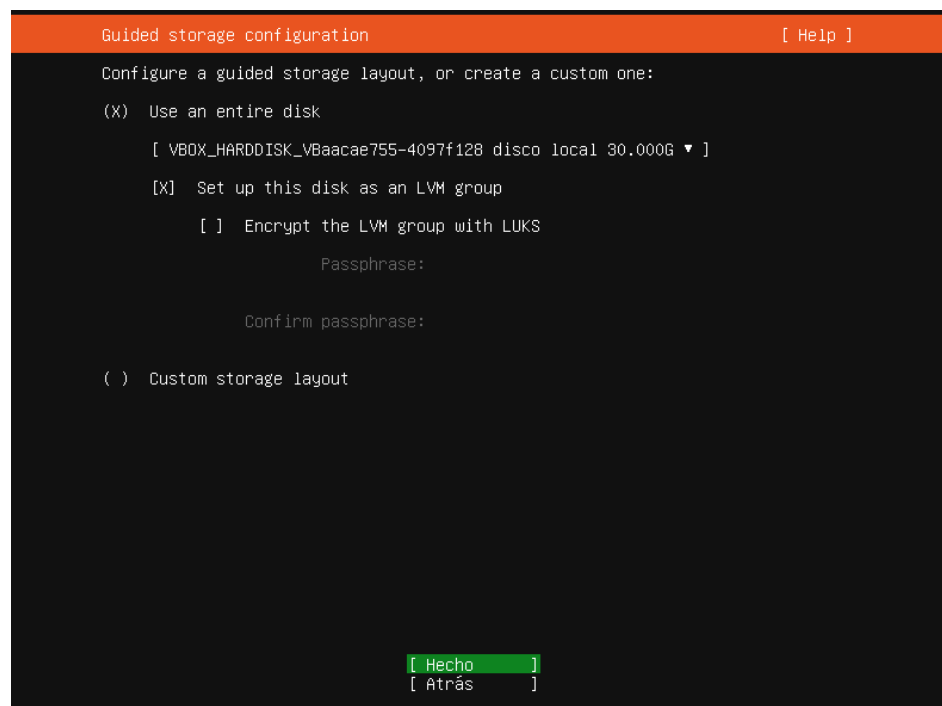 Guided storage configuration [ Help ]
Configure a guided storage layout, or create a custom one:
(X) Use an entire disk
[ VBOX_HARDDISK_VBaacae755-4097f128 disco local 30.000G ▾ ]
[X] Set up this disk as an LVM group
[ ] Encrypt the LVM group with LUKS
Passphrase:
Confirm passphrase:
( ) Custom storage layout
[ Hecho ]
[ Atrás ]